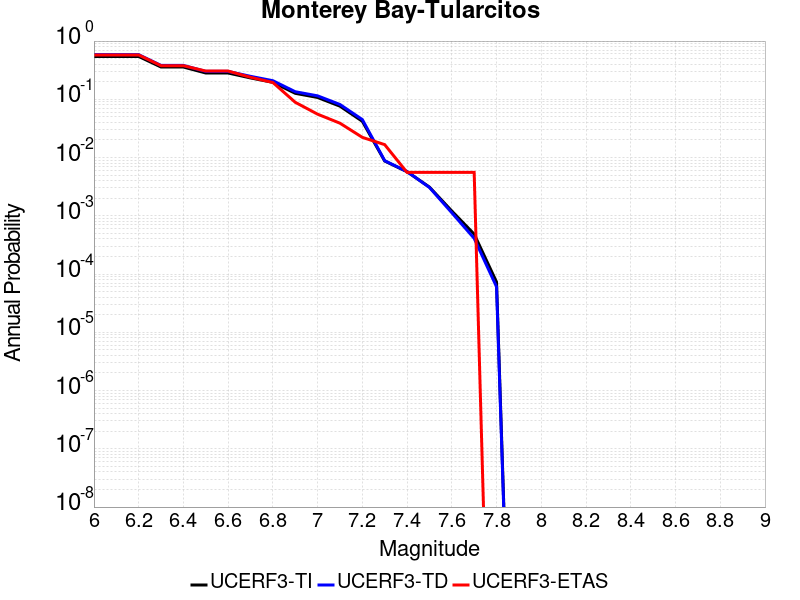 Monterey Bay-Tularcitos
10^0
10^-1
10^-2
10^-3
10^-4
10^-5
10^-6
10^-7
10^-8
Annual Probability
6 6.2 6.4 6.6 6.8 7 7.2 7.4 7.6 7.8 8 8.2 8.4 8.6 8.8 9
Magnitude
UCERF3-TI UCERF3-TD UCERF3-ETAS